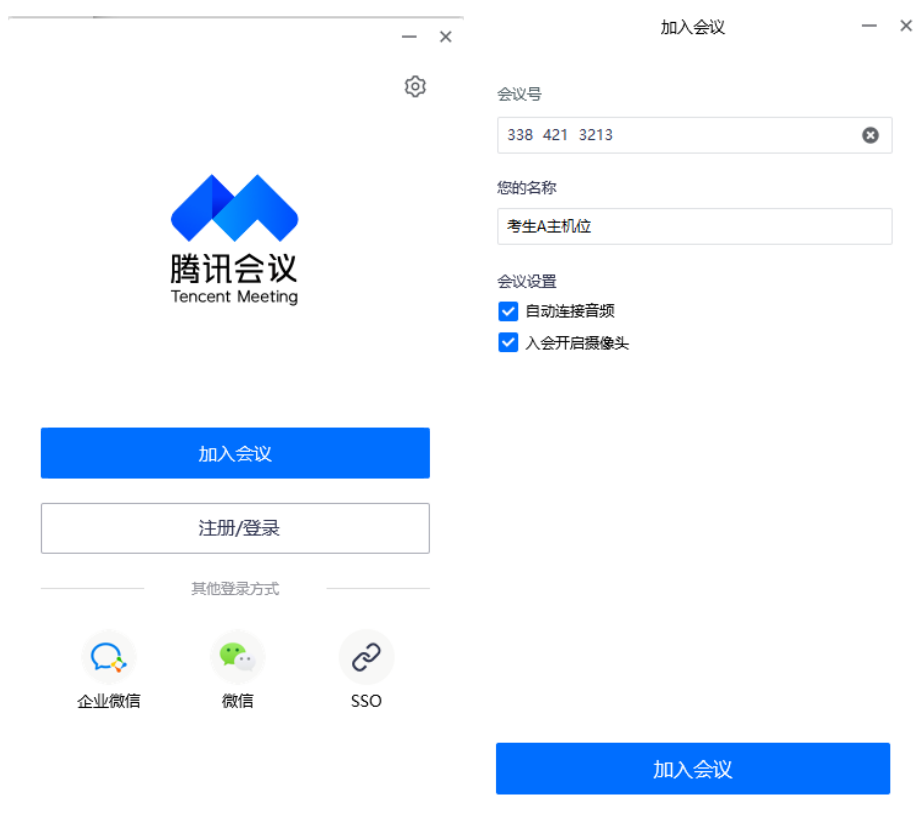 腾讯会议
Tencent Meeting
加入会议
注册/登录
其他登录方式
企业微信
微信
SSO
加入会议
会议号
338 421 3213
您的名称
考生A主机位
会议设置
自动连接音频
入会开启摄像头
加入会议